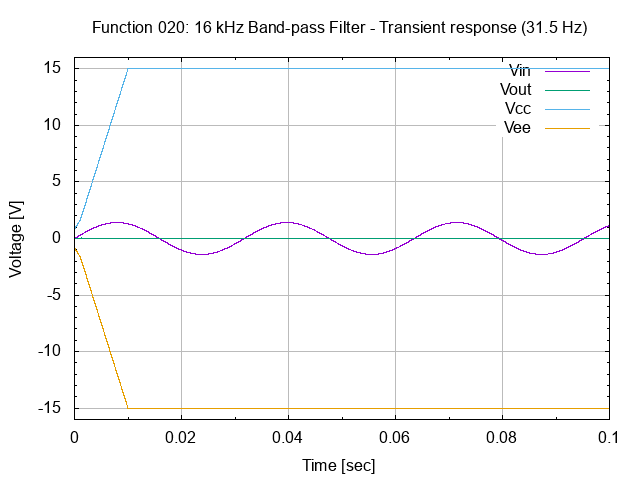 Function 020: 16 kHz Band-pass Filter - Transient response (31.5 Hz)
15
10
5
0
-5
-10
-15
Voltage [V]
Vin
Vout
Vcc
Vee
0 0.02 0.04 0.06 0.08 0.1
Time [sec]